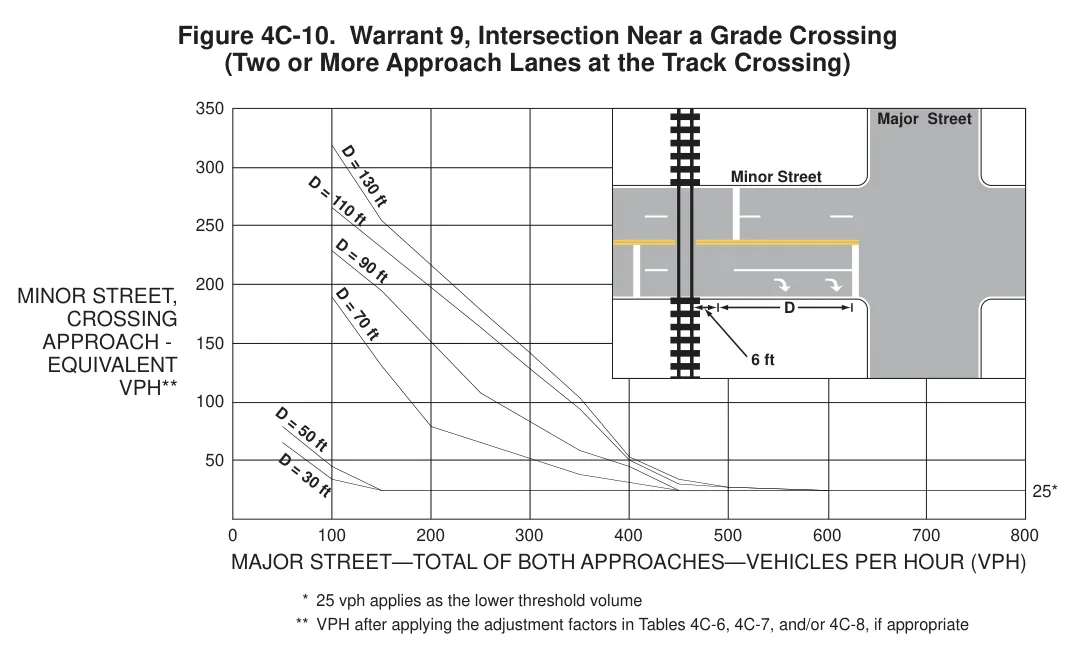 Figure 4C-10.  Warrant 9, Intersection Near a Grade Crossing
(Two or More Approach Lanes at the Track Crossing)
350
300
250
200
150
100
50
MINOR STREET,
CROSSING
APPROACH -
EQUIVALENT
VPH**
D = 130 ft
D = 110 ft
D = 90 ft
D = 70 ft
D = 50 ft
D = 30 ft
Major Street
Minor Street
D
6 ft
25*
0 100 200 300 400 500 600 700 800
MAJOR STREET—TOTAL OF BOTH APPROACHES—VEHICLES PER HOUR (VPH)
* 25 vph applies as the lower threshold volume
** VPH after applying the adjustment factors in Tables 4C-6, 4C-7, and/or 4C-8, if appropriate